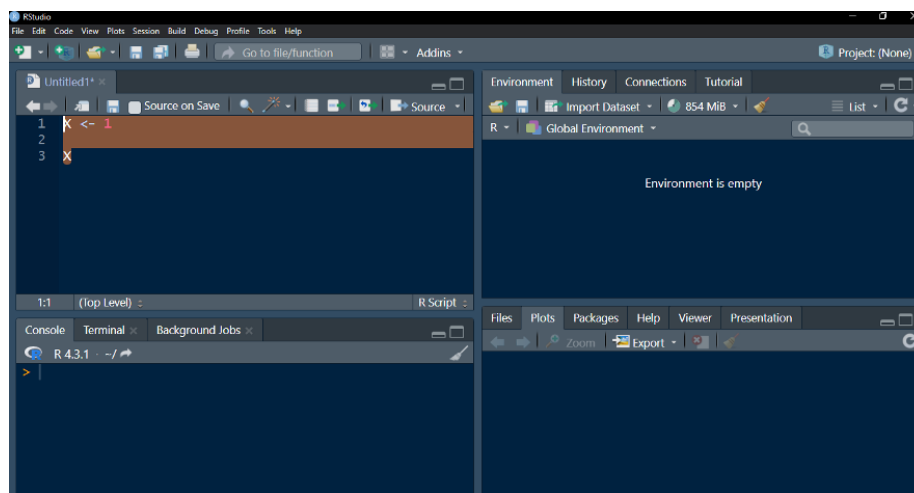 RStudio
File Edit Code View Plots Session Build Debug Profile Tools Help
Go to file/function Addins Project: (None)
Untitled1*
Source on Save Source
1 X <- 1
2
3 X
1:1 (Top Level) R Script
Console Terminal Background Jobs
R 4.3.1 · ~/
>
Environment History Connections Tutorial
Import Dataset 854 MiB List
R Global Environment
Environment is empty
Files Plots Packages Help Viewer Presentation
Zoom Export